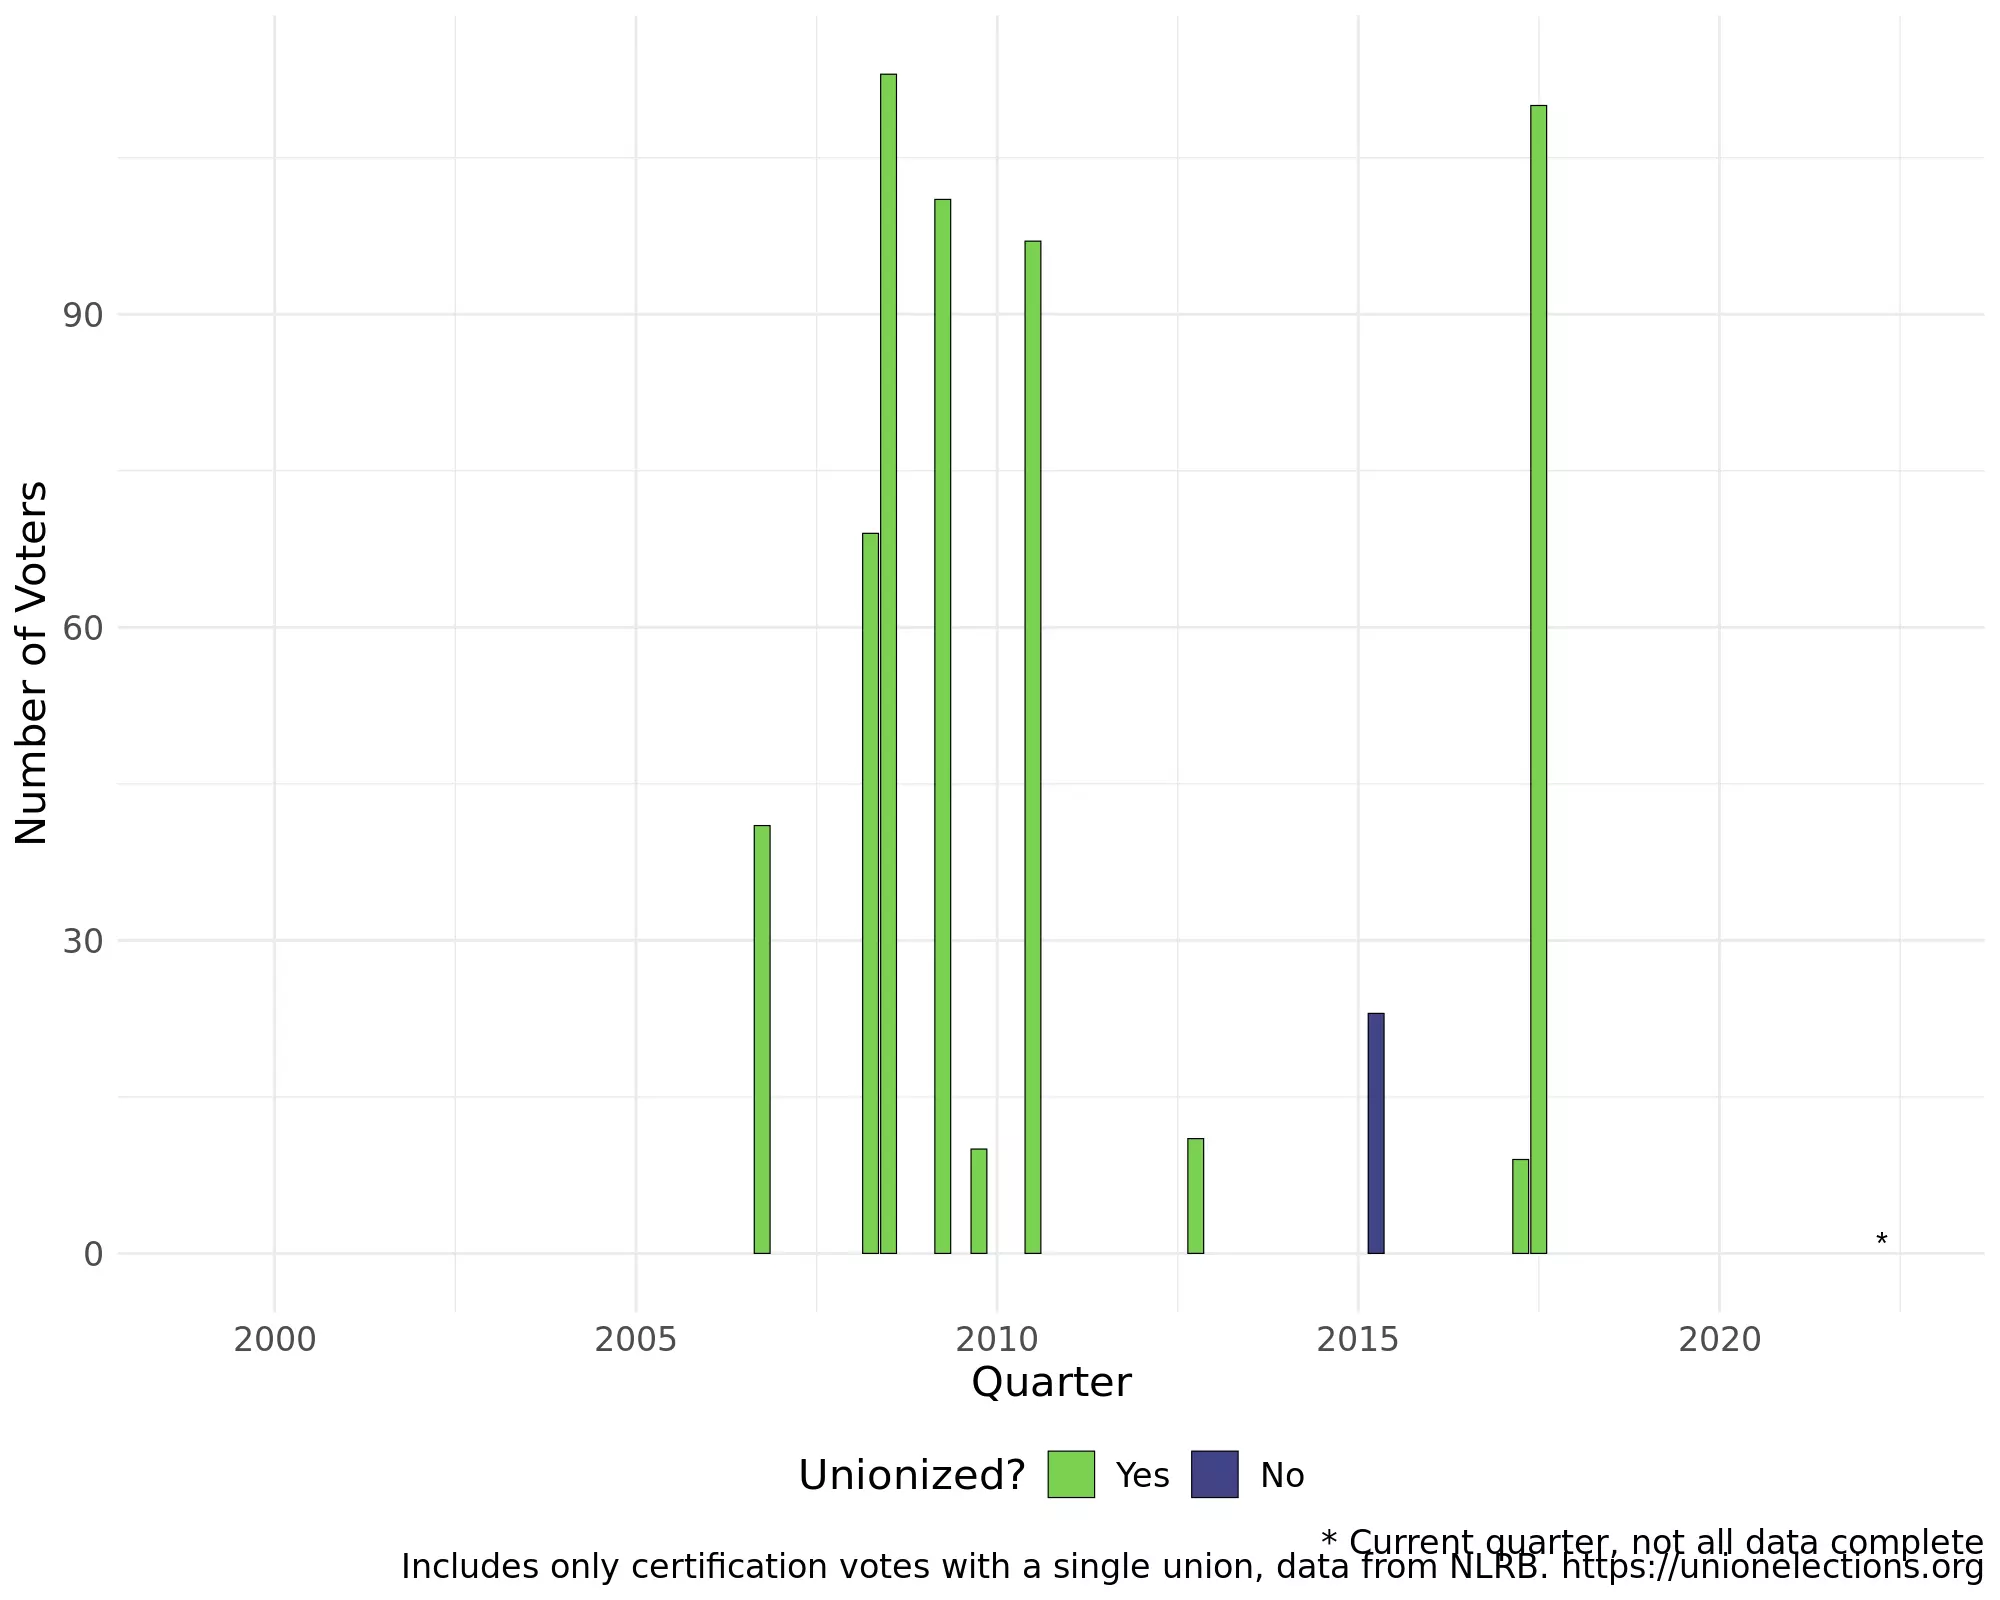 Number of Voters
90
60
30
0
*
2000 2005 2010 2015 2020
Quarter
Unionized? Yes No
* Current quarter, not all data complete
Includes only certification votes with a single union, data from NLRB. https://unionelections.org